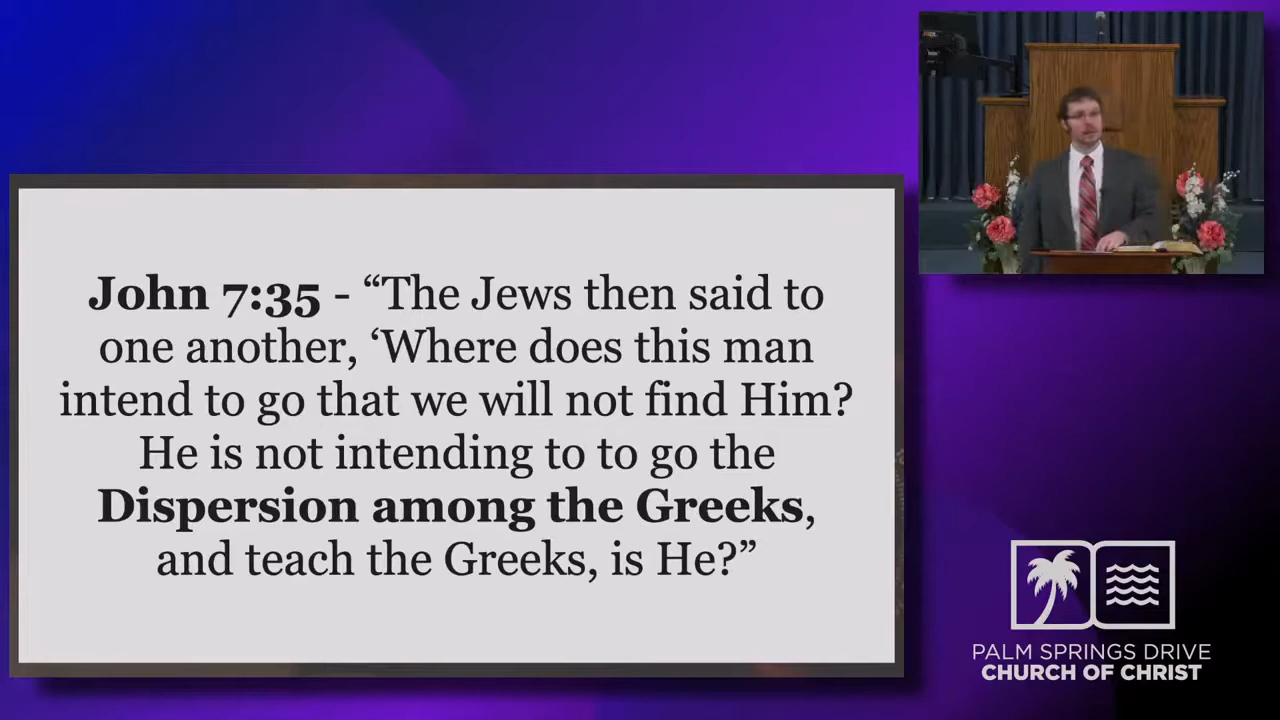 John 7:35 - “The Jews then said to
one another, ‘Where does this man
intend to go that we will not find Him?
He is not intending to to go the
Dispersion among the Greeks,
and teach the Greeks, is He?”
PALM SPRINGS DRIVE
CHURCH OF CHRIST